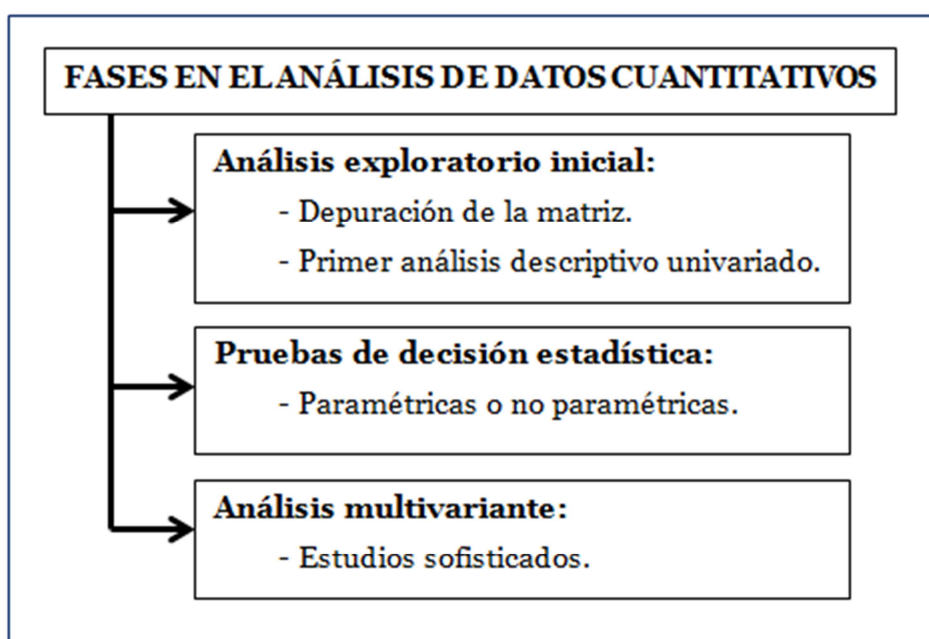 FASES EN EL ANÁLISIS DE DATOS CUANTITATIVOS
Análisis exploratorio inicial:
- Depuración de la matriz.
- Primer análisis descriptivo univariado.
Pruebas de decisión estadística:
- Paramétricas o no paramétricas.
Análisis multivariante:
- Estudios sofisticados.